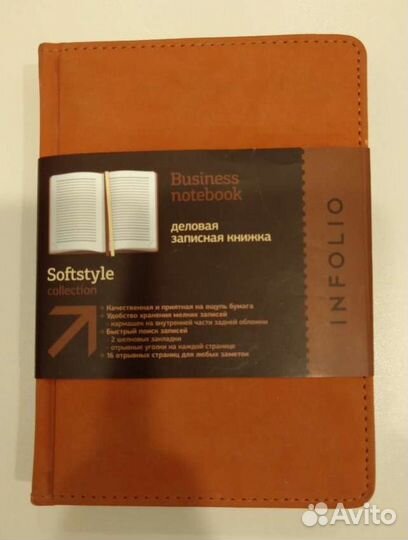 Business
notebook
деловая
записная книжка
Softstyle
collection
+ Качественная и приятная на ощупь бумага
+ Удобство хранения мелких записей
- кармашек на внутренней части задней обложки
+ Быстрый поиск записей
- 2 шелковых закладки
- отрывные уголки на каждой странице
+ 16 отрывных страниц для любых заметок
INFOLIO
Avito